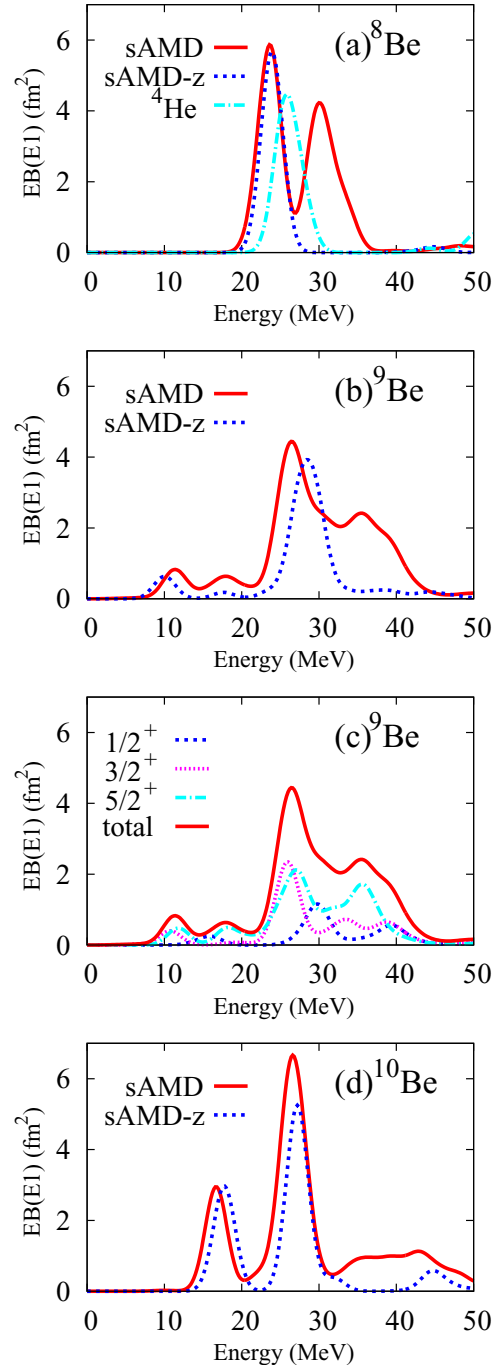 (a)⁸Be
sAMD
sAMD-z
⁴He
EB(E1) (fm²)
6
4
2
0
0 10 20 30 40 50
Energy (MeV)
(b)⁹Be
sAMD
sAMD-z
EB(E1) (fm²)
6
4
2
0
0 10 20 30 40 50
Energy (MeV)
(c)⁹Be
1/2⁺
3/2⁺
5/2⁺
total
EB(E1) (fm²)
6
4
2
0
0 10 20 30 40 50
Energy (MeV)
(d)¹⁰Be
sAMD
sAMD-z
EB(E1) (fm²)
6
4
2
0
0 10 20 30 40 50
Energy (MeV)